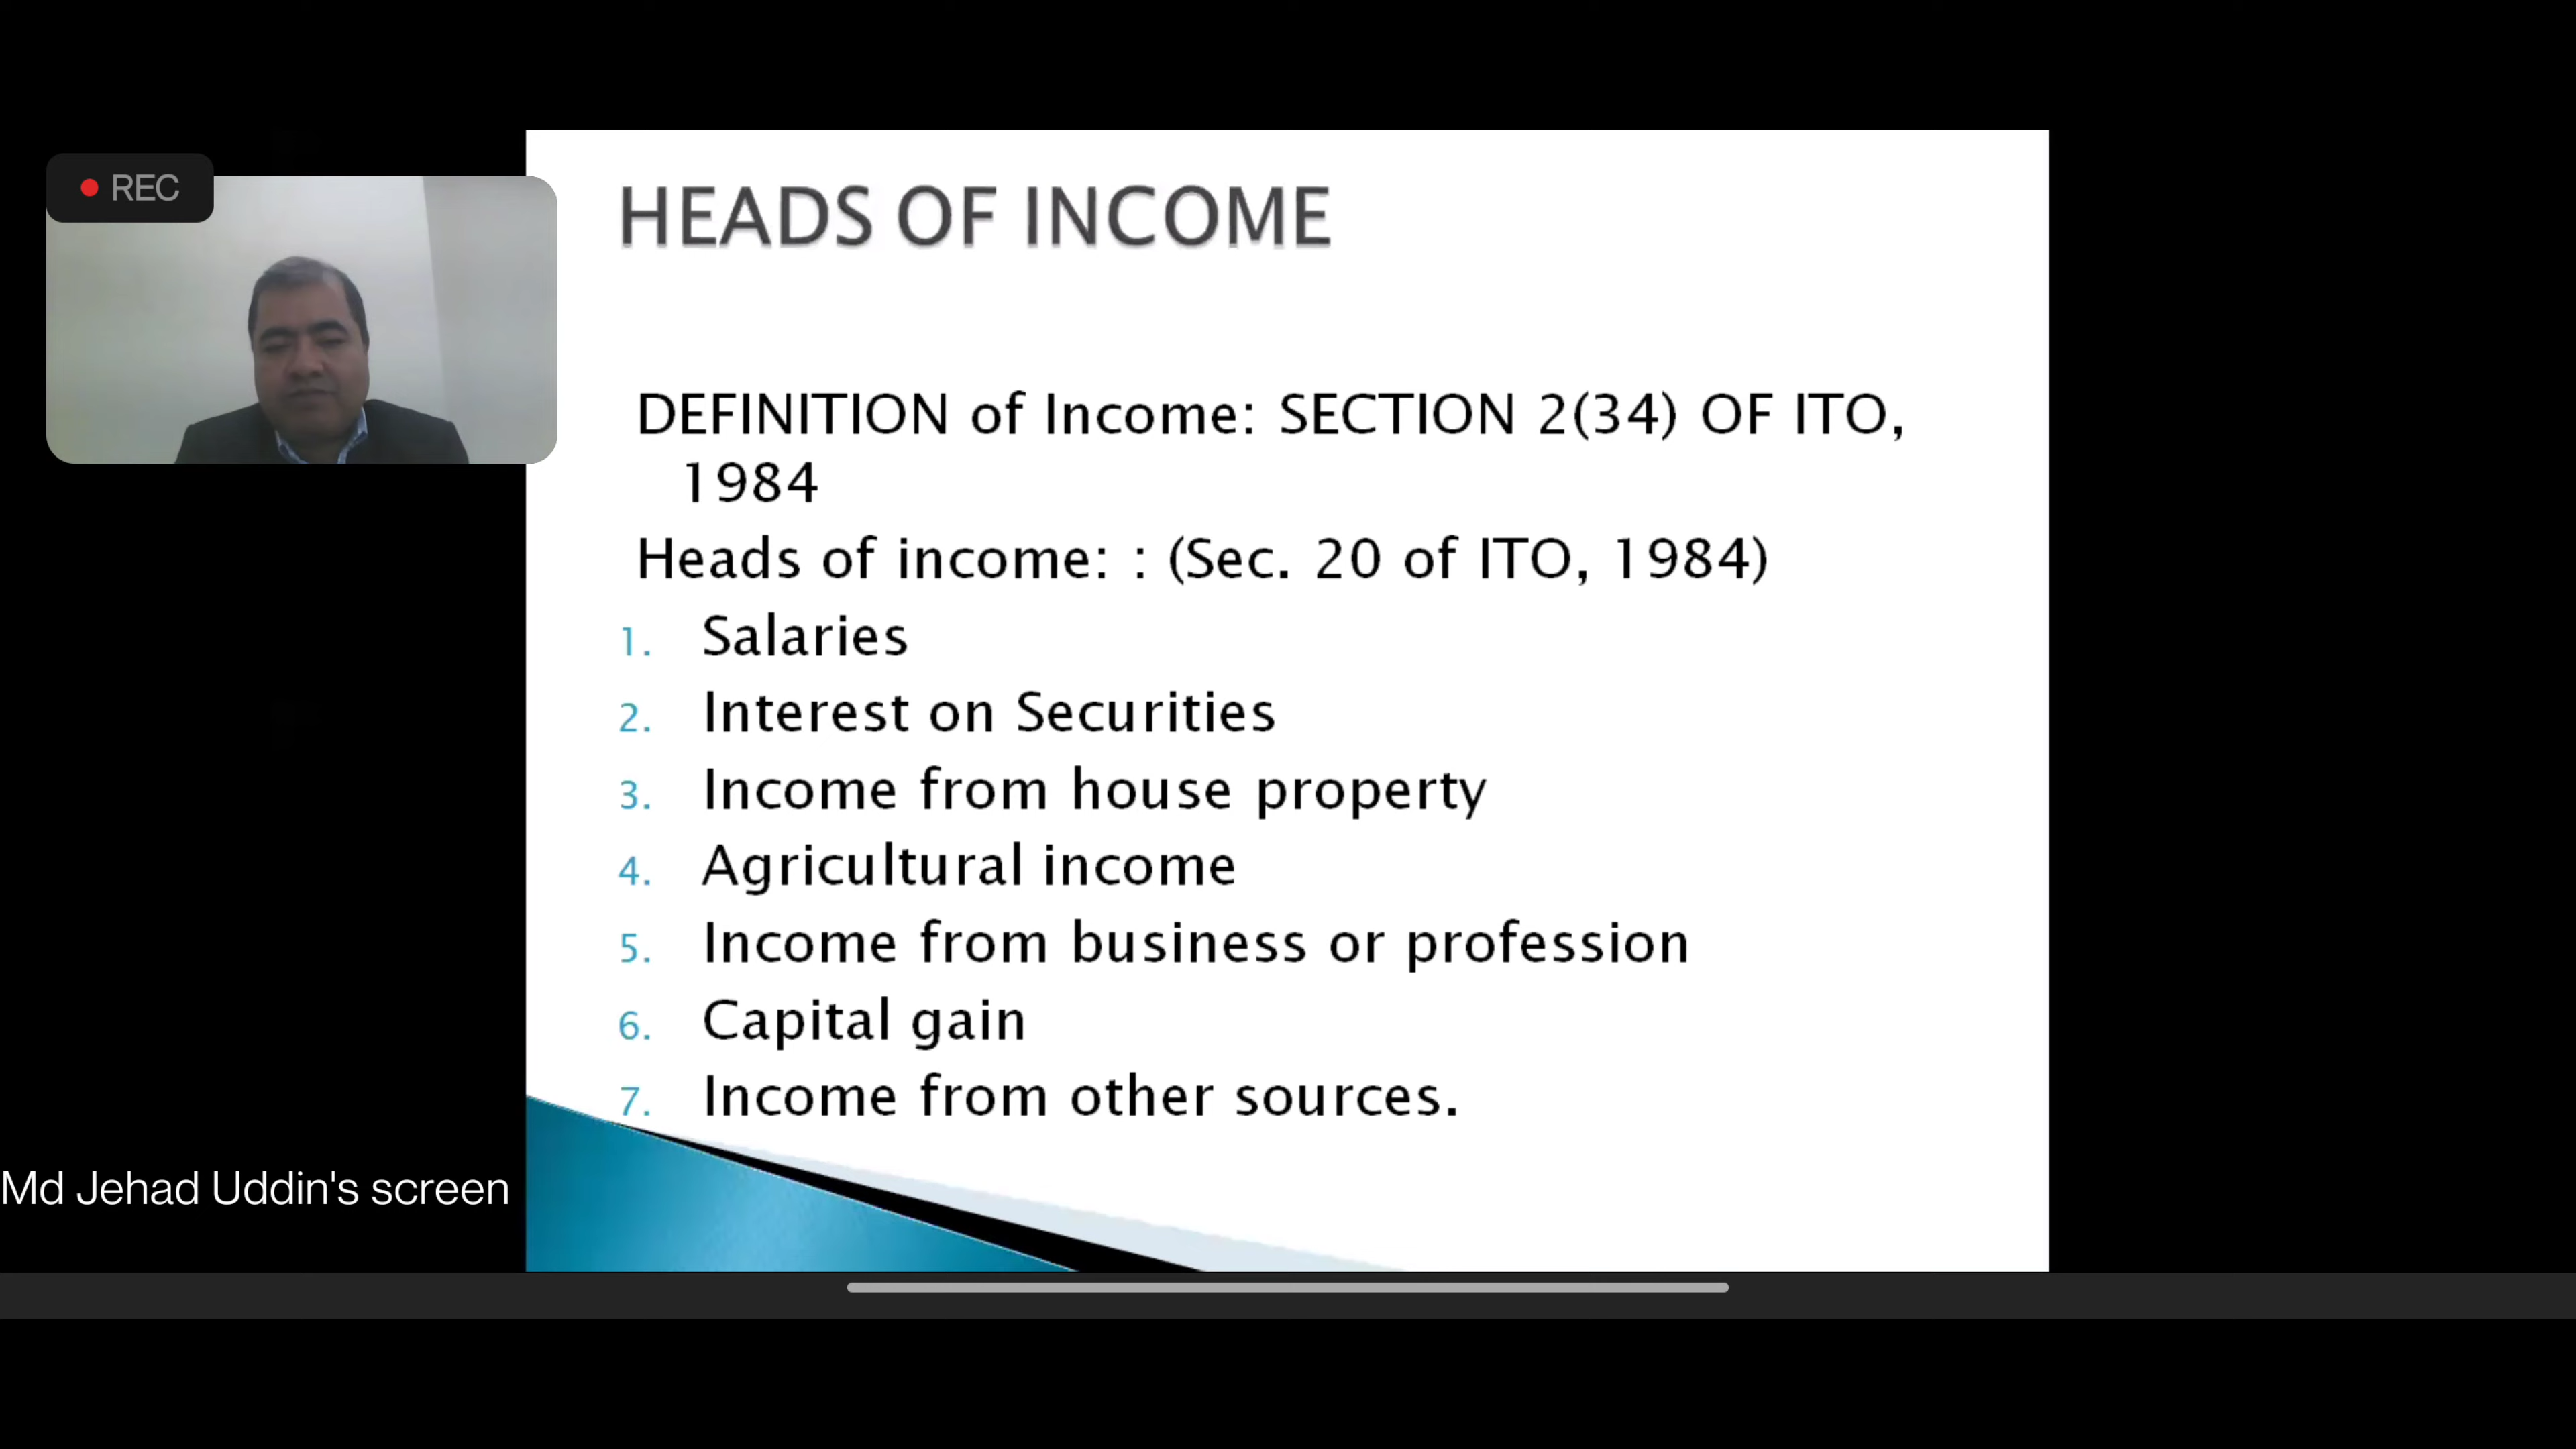 REC
HEADS OF INCOME
DEFINITION of Income: SECTION 2(34) OF ITO,
1984
Heads of income: : (Sec. 20 of ITO, 1984)
1. Salaries
2. Interest on Securities
3. Income from house property
4. Agricultural income
5. Income from business or profession
6. Capital gain
7. Income from other sources.
Md Jehad Uddin's screen